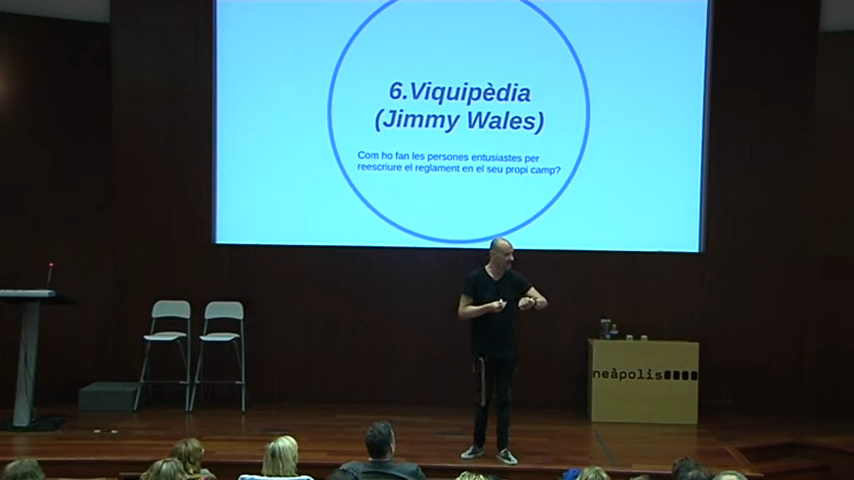 6.Viquipèdia
(Jimmy Wales)
Com ho fan les persones entusiastes per
reescriure el reglament en el seu propi camp?
neàpolis